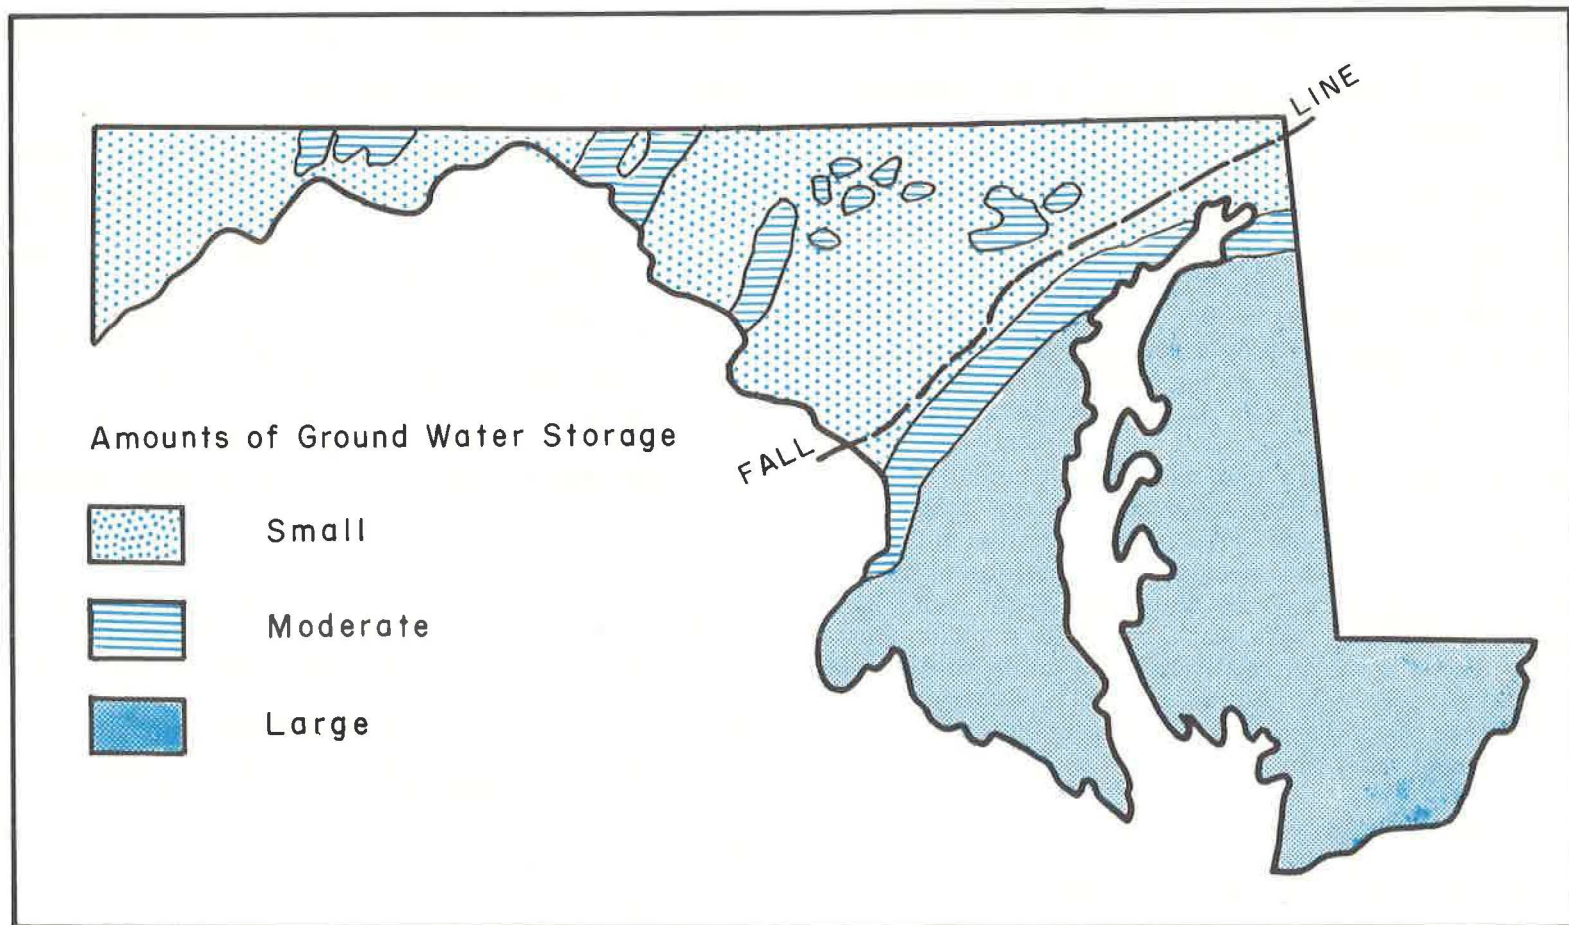 FALL LINE
Amounts of Ground Water Storage
Small
Moderate
Large